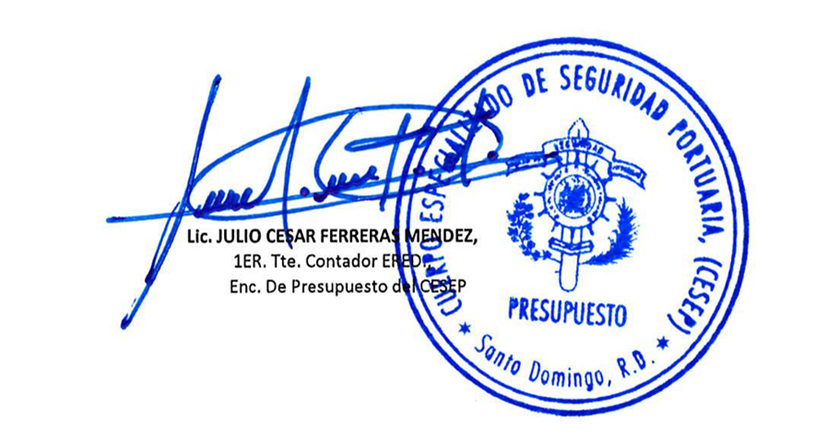 Lic. JULIO CESAR FERRERAS MENDEZ,
1ER. Tte. Contador
Enc. De Presupuesto del CESEP
CUERPO ESPECIALIZADO DE SEGURIDAD PORTUARIA, (CESEP)
SEGURIDAD
PRESUPUESTO
★ Santo Domingo, R.D. ★